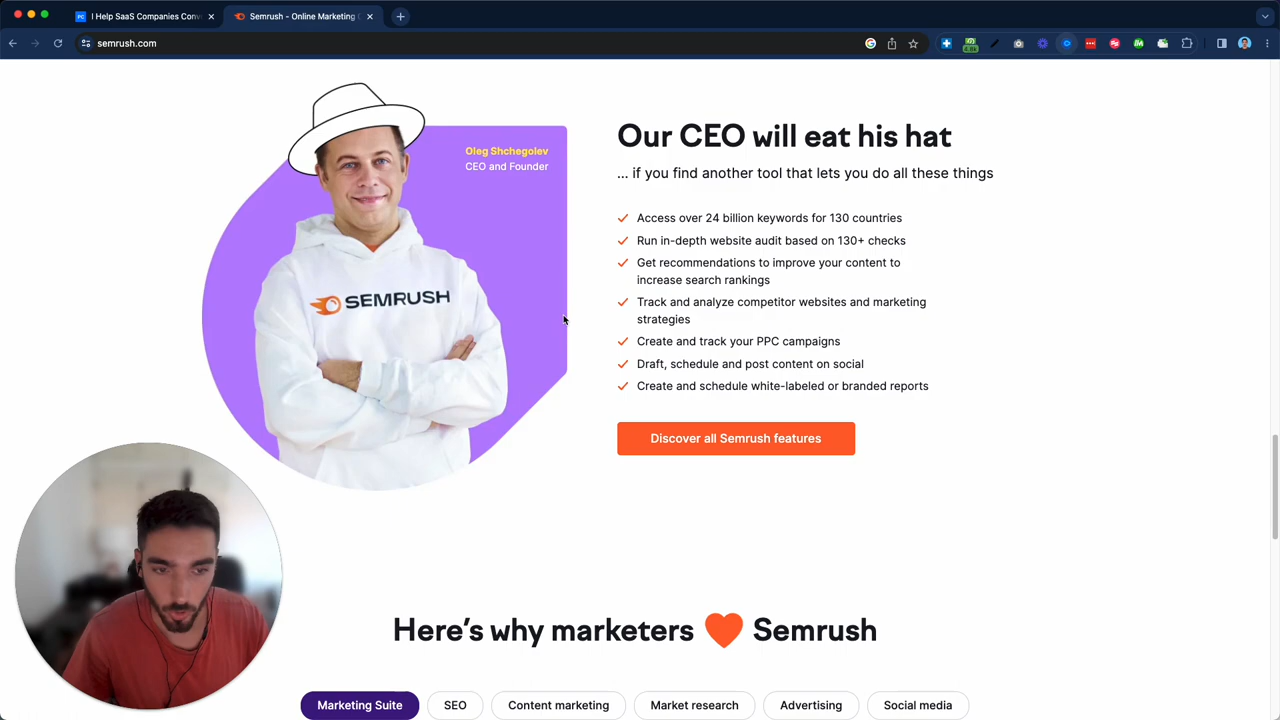 I Help SaaS Companies Conv
Semrush - Online Marketing
semrush.com
Oleg Shchegolev
CEO and Founder
SEMRUSH
Our CEO will eat his hat
... if you find another tool that lets you do all these things
Access over 24 billion keywords for 130 countries
Run in-depth website audit based on 130+ checks
Get recommendations to improve your content to
increase search rankings
Track and analyze competitor websites and marketing
strategies
Create and track your PPC campaigns
Draft, schedule and post content on social
Create and schedule white-labeled or branded reports
Discover all Semrush features
Here's why marketers Semrush
Marketing Suite
SEO
Content marketing
Market research
Advertising
Social media